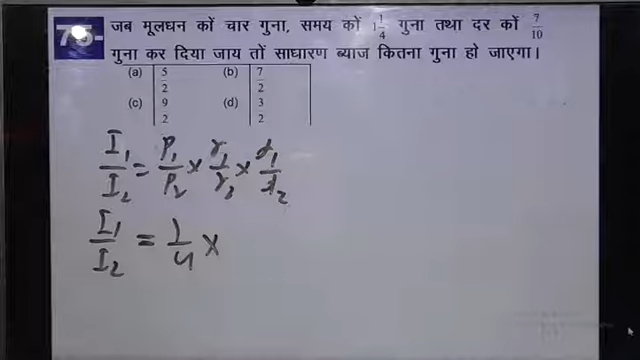 75- जब मूलधन कों चार गुना, समय कों 1 1/4 गुना तथा दर कों 7/10
गुना कर दिया जाय तों साधारण ब्याज कितना गुना हो जाएगा।
(a) 5/2 (b) 7/2
(c) 9/2 (d) 3/2
I₁/I₂ = P₁/P₂ × r₁/r₂ × t₁/t₂
I₁/I₂ = 1/4 ×